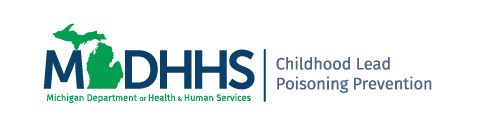 MDHHS
Michigan Department of Health & Human Services
Childhood Lead
Poisoning Prevention